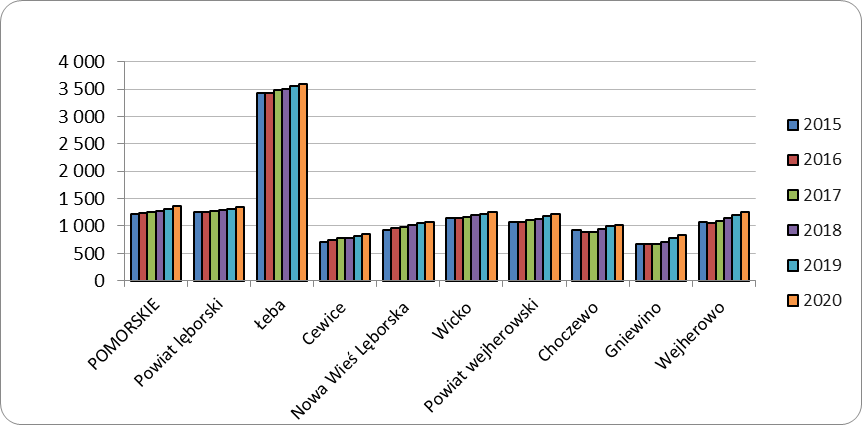 4 000
3 500
3 000
2 500
2 000
1 500
1 000
500
0
POMORSKIE
Powiat lęborski
Łeba
Cewice
Nowa Wieś Lęborska
Wicko
Powiat wejherowski
Choczewo
Gniewino
Wejherowo
2015
2016
2017
2018
2019
2020